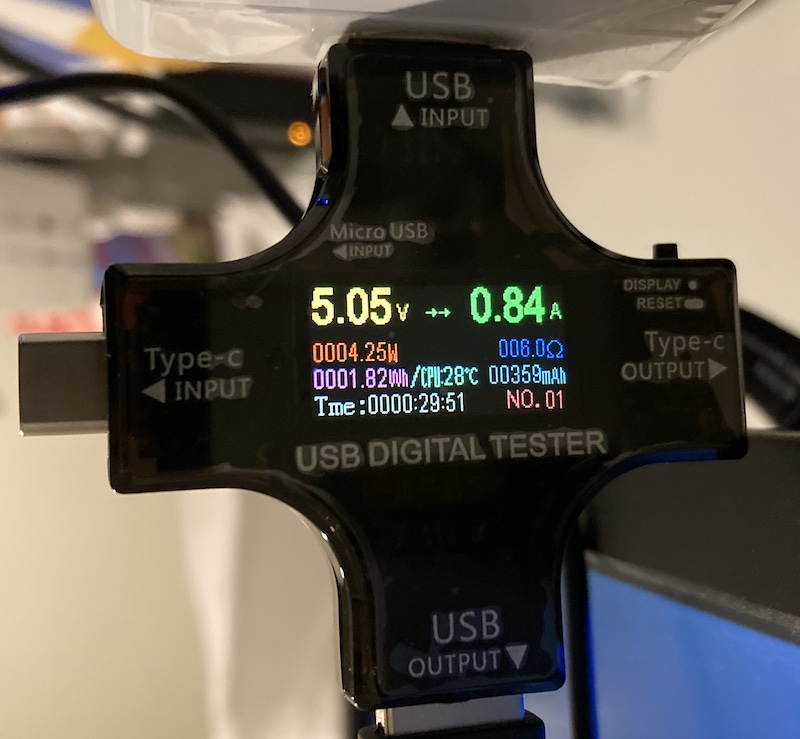 USB
▲ INPUT
Micro USB
◀INPUT
DISPLAY ●
RESET
5.05V →→ 0.84A
0004.25W 006.0Ω
0001.82Wh/CPU:28℃ 00359mAh
Tme:0000:29:51 NO.01
Type-c
◀ INPUT
Type-c
OUTPUT▶
USB DIGITAL TESTER
USB
OUTPUT▼